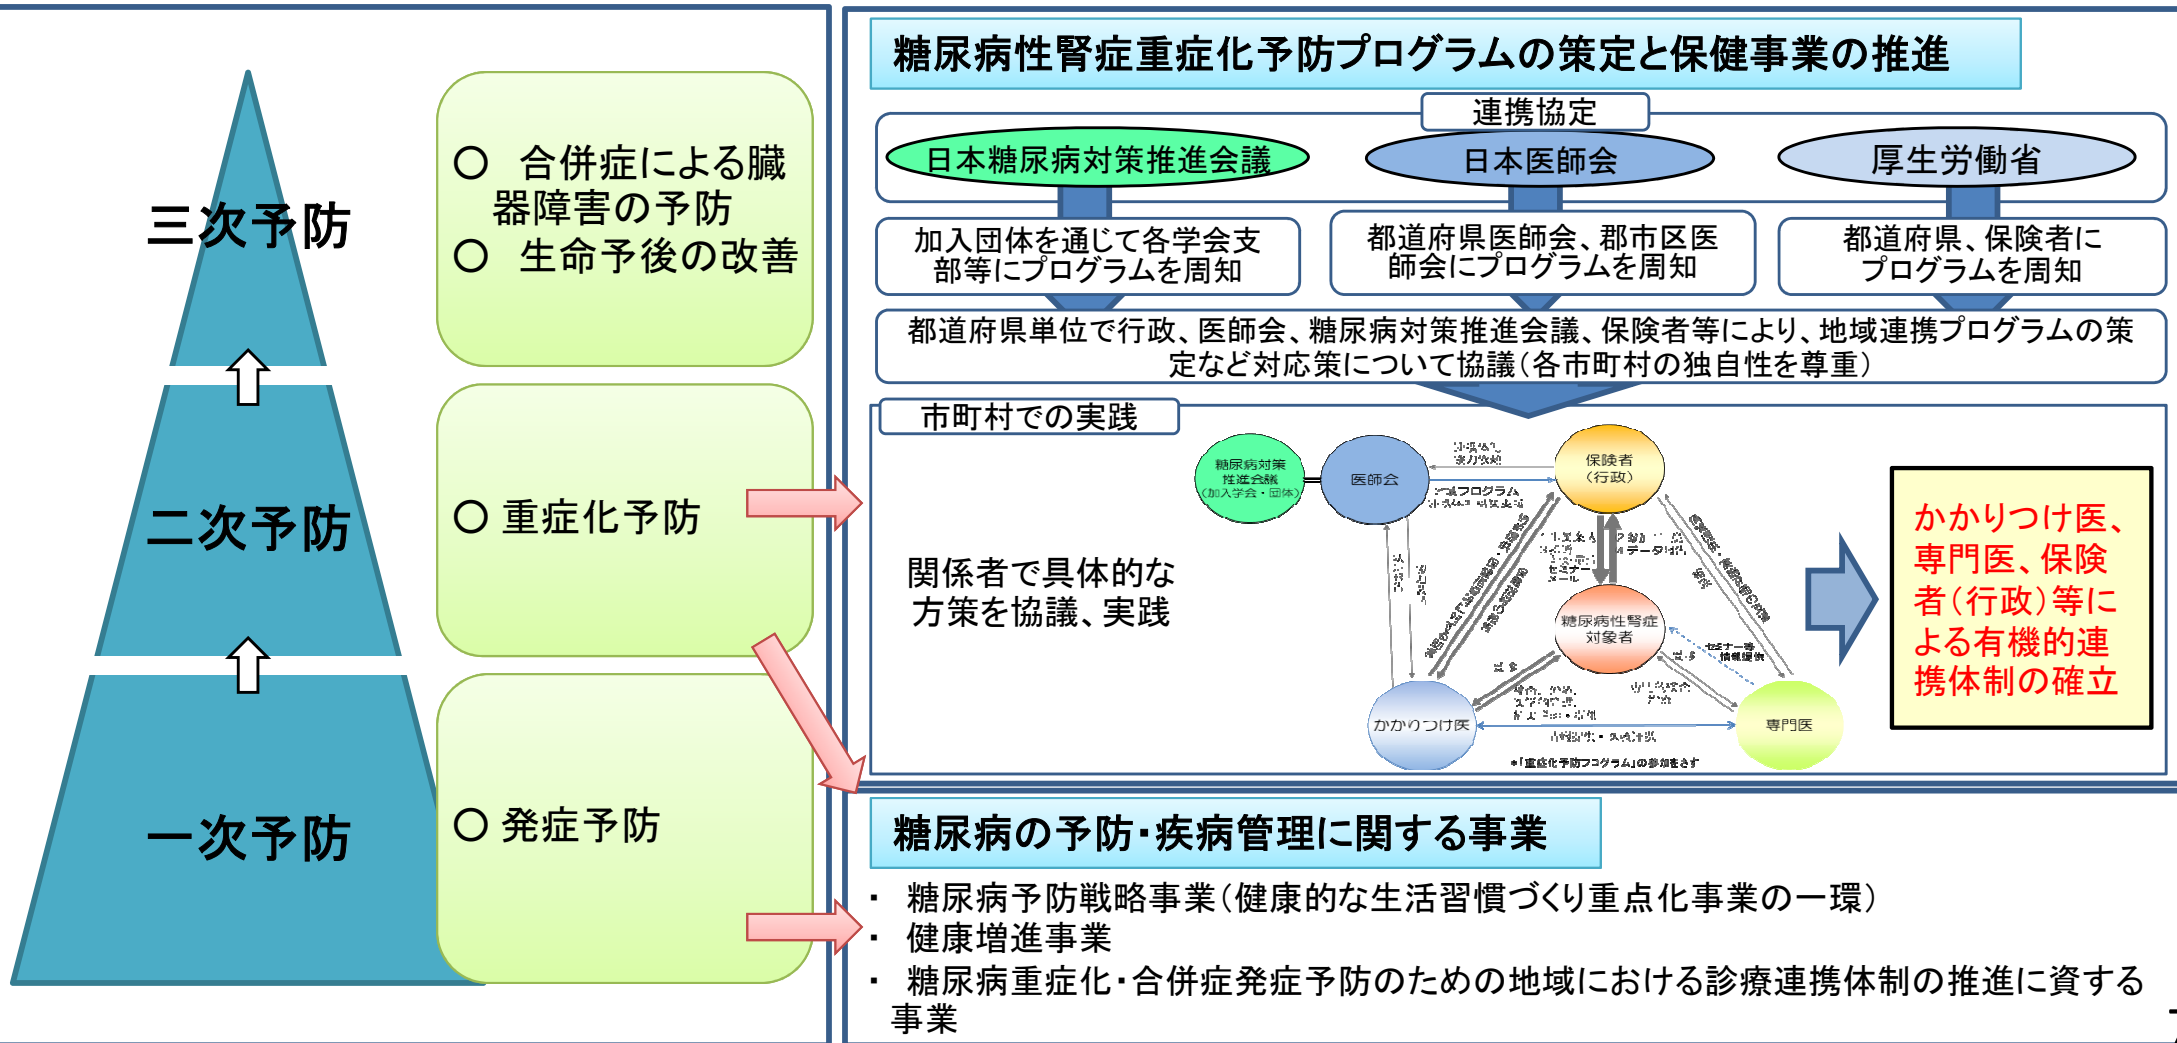 三次予防
二次予防
一次予防
〇 合併症による臓
器障害の予防
〇 生命予後の改善
〇 重症化予防
〇 発症予防
糖尿病性腎症重症化予防プログラムの策定と保健事業の推進
連携協定
日本糖尿病対策推進会議
日本医師会
厚生労働省
加入団体を通じて各学会支
部等にプログラムを周知
都道府県医師会、郡市区医
師会にプログラムを周知
都道府県、保険者に
プログラムを周知
都道府県単位で行政、医師会、糖尿病対策推進会議、保険者等により、地域連携プログラムの策
定など対応策について協議(各市町村の独自性を尊重)
市町村での実践
関係者で具体的な
方策を協議、実践
糖尿病対策
推進会議
(加入学会・団体)
医師会
保険者
(行政)
糖尿病性腎症
対象者
セミナー等
情報提供
かかりつけ医
専門医
かかりつけ医、
専門医、保険
者(行政)等に
よる有機的連
携体制の確立
糖尿病の予防・疾病管理に関する事業
・ 糖尿病予防戦略事業(健康的な生活習慣づくり重点化事業の一環)
・ 健康増進事業
・ 糖尿病重症化・合併症発症予防のための地域における診療連携体制の推進に資する
事業